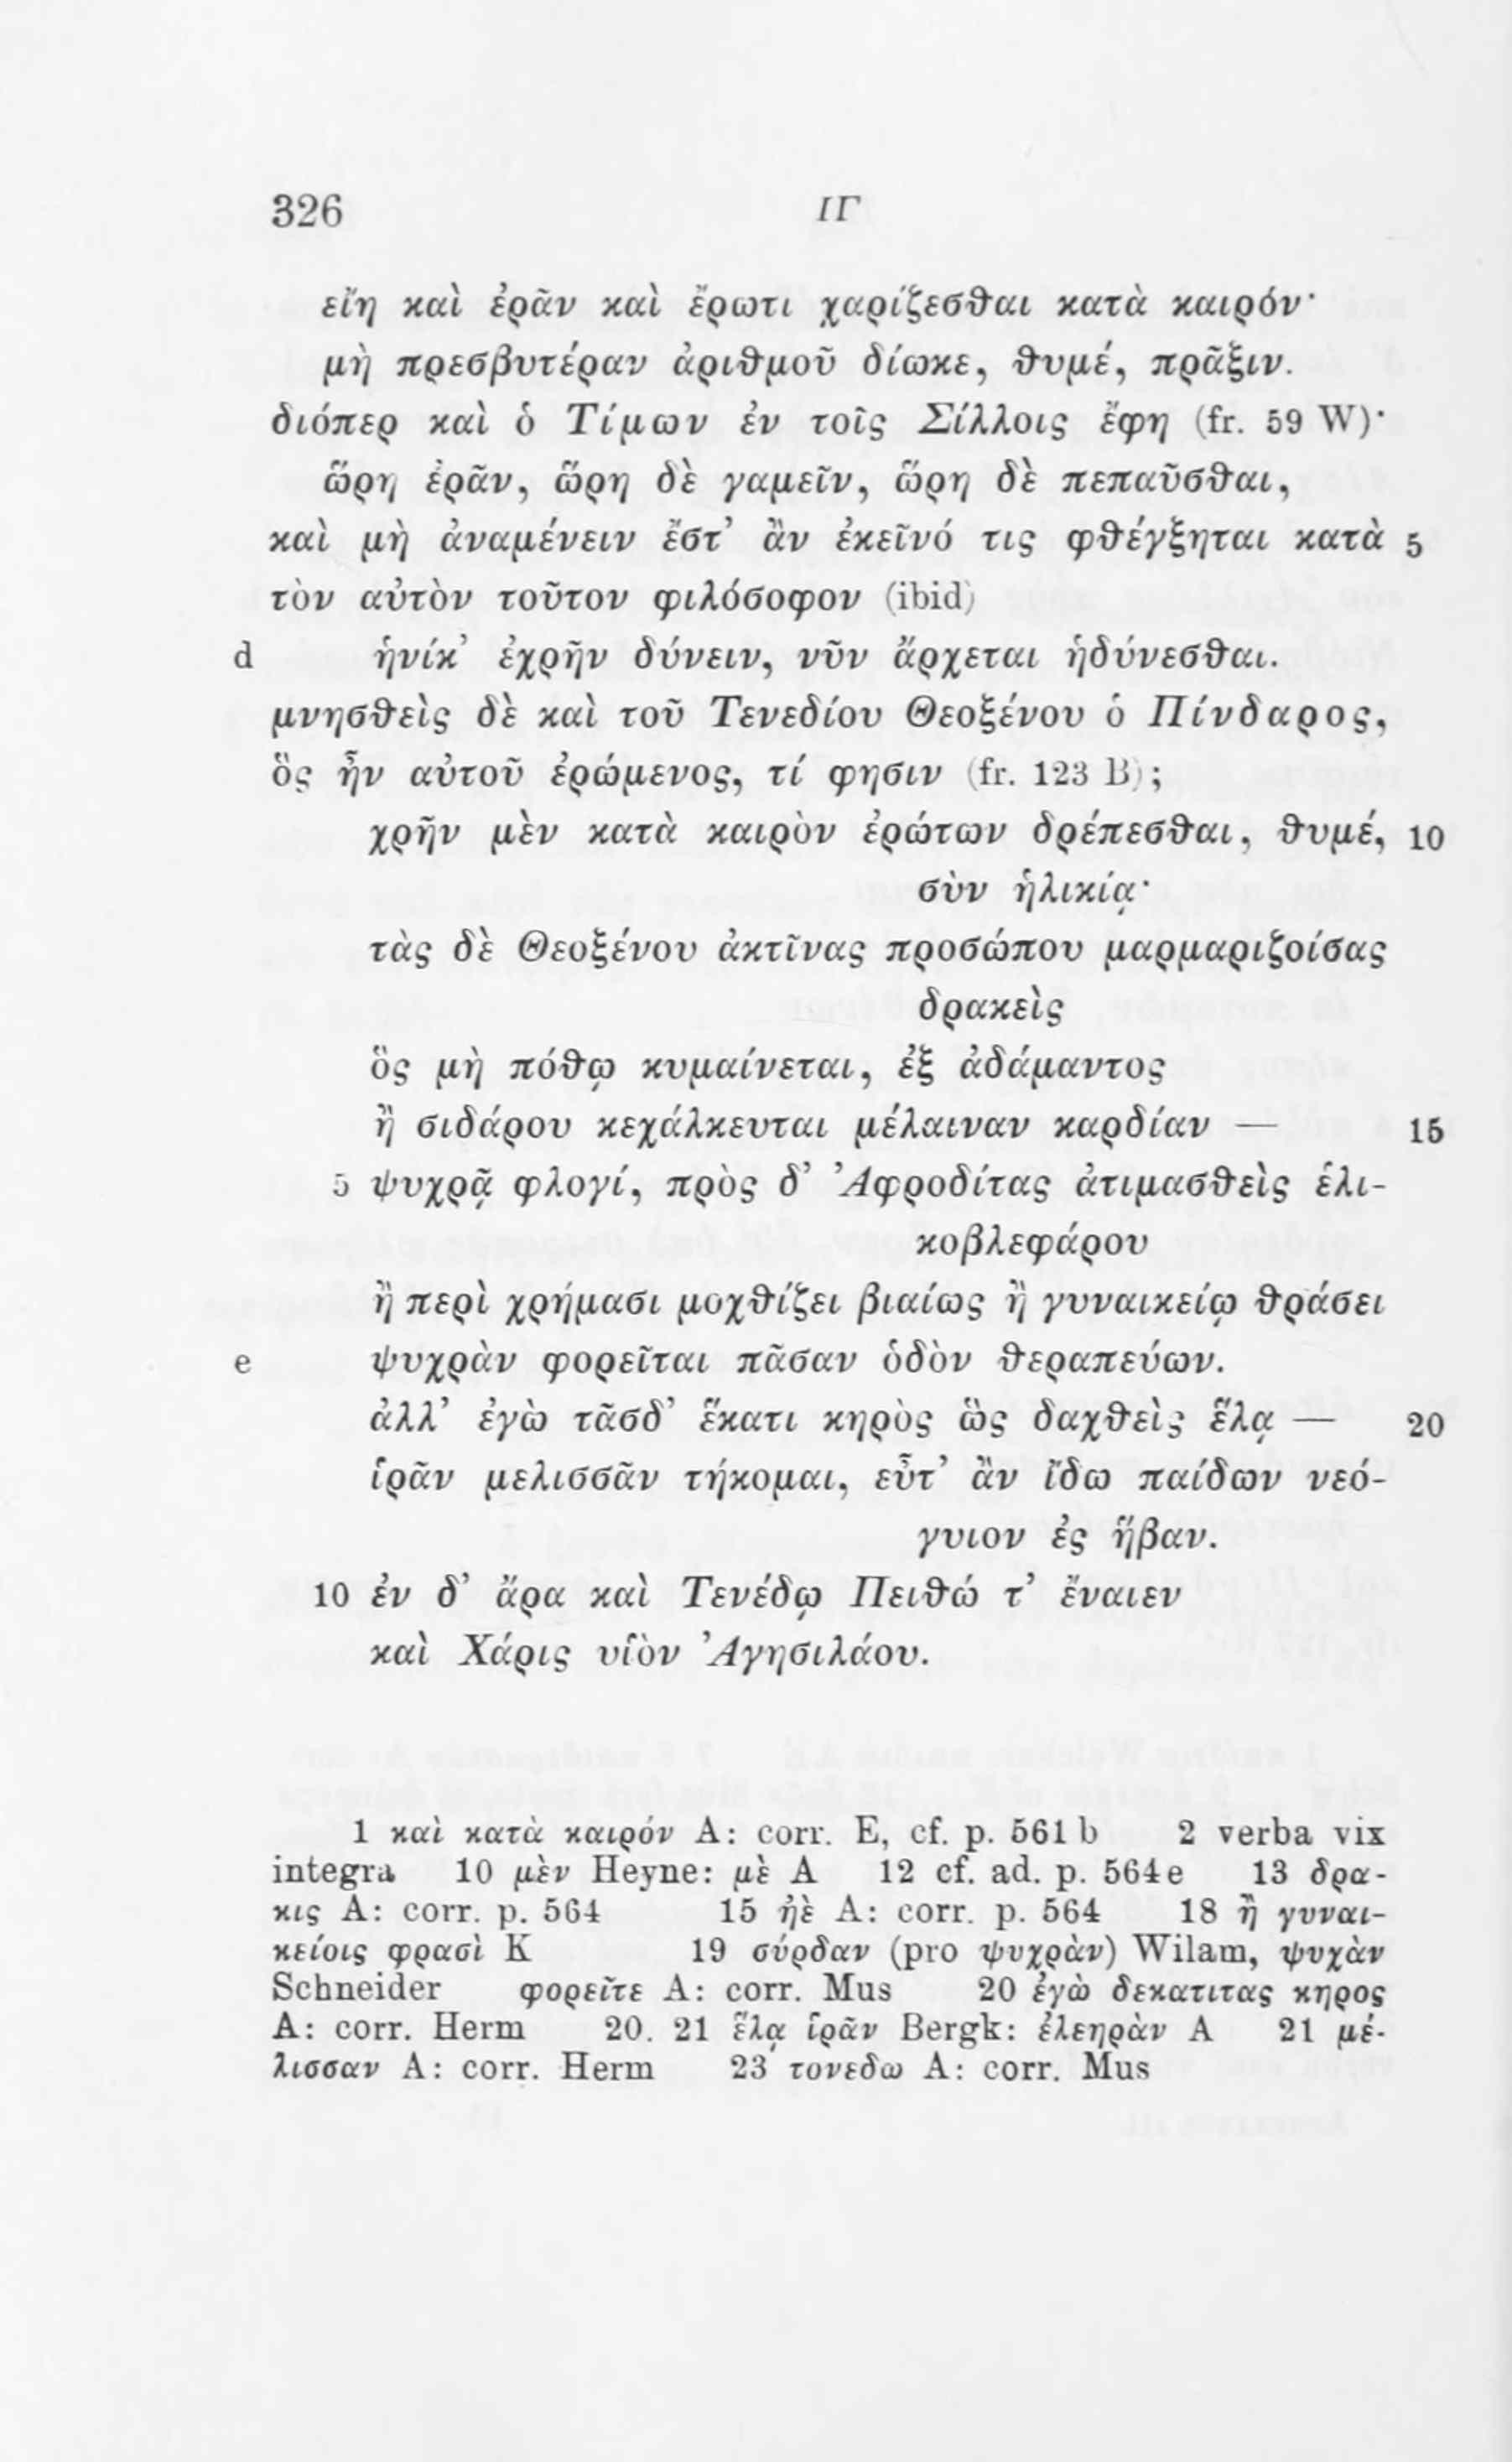 326 ΙΓ
εἴη καὶ ἐρᾶν καὶ ἔρωτι χαρίζεσθαι κατὰ καιρόν·
μὴ πρεσβυτέραν ἀριθμοῦ δίωκε, θυμέ, πρᾶξιν.
διόπερ καὶ ὁ Τίμων ἐν τοῖς Σίλλοις ἔφη (fr. 59 W)·
ὥρη ἐρᾶν, ὥρη δὲ γαμεῖν, ὥρη δὲ πεπαῦσθαι,
καὶ μὴ ἀναμένειν ἔστ’ ἂν ἐκεῖνό τις φθέγξηται κατὰ 5
τὸν αὐτὸν τοῦτον φιλόσοφον (ibid)
d ἡνίκ’ ἐχρῆν δύνειν, νῦν ἄρχεται ἡδύνεσθαι.
μνησθεὶς δὲ καὶ τοῦ Τενεδίου Θεοξένου ὁ Πίνδαρος,
ὃς ἦν αὐτοῦ ἐρώμενος, τί φησιν (fr. 123 B);
χρῆν μὲν κατὰ καιρὸν ἐρώτων δρέπεσθαι, θυμέ, 10
σὺν ἡλικίᾳ·
τὰς δὲ Θεοξένου ἀκτῖνας προσώπου μαρμαριζοίσας
δρακεὶς
ὃς μὴ πόθῳ κυμαίνεται, ἐξ ἀδάμαντος
ἢ σιδάρου κεχάλκευται μέλαιναν καρδίαν — 15
5 ψυχρᾷ φλογί, πρὸς δ’ Ἀφροδίτας ἀτιμασθεὶς ἑλι-
κοβλεφάρου
ἢ περὶ χρήμασι μοχθίζει βιαίως ἢ γυναικείῳ θράσει
e ψυχρὰν φορεῖται πᾶσαν ὁδὸν θεραπεύων.
ἀλλ’ ἐγὼ τᾶσδ’ ἕκατι κηρὸς ὣς δαχθεὶς ἕλᾳ — 20
ἱρᾶν μελισσᾶν τήκομαι, εὖτ’ ἂν ἴδω παίδων νεό-
γυιον ἐς ἥβαν.
10 ἐν δ’ ἄρα καὶ Τενέδῳ Πειθώ τ’ ἔναιεν
καὶ Χάρις υἱὸν Ἀγησιλάου.
1 καὶ κατὰ καιρόν A: corr. E, cf. p. 561 b 2 verba vix
integra 10 μὲν Heyne: μὲ A 12 cf. ad. p. 564 e 13 δρα-
κις A: corr. p. 564 15 ἠὲ A: corr. p. 564 18 ἢ γυναι-
κείοις φρασὶ K 19 σύρδαν (pro ψυχρὰν) Wilam, ψυχὰν
Schneider φορεῖτε A: corr. Mus 20 ἐγὼ δεκατιτας κηρος
A: corr. Herm 20. 21 ἕλᾳ ἱρᾶν Bergk: ἐλεηρὰν A 21 μέ-
λισσαν A: corr. Herm 23 τονεδω A: corr. Mus